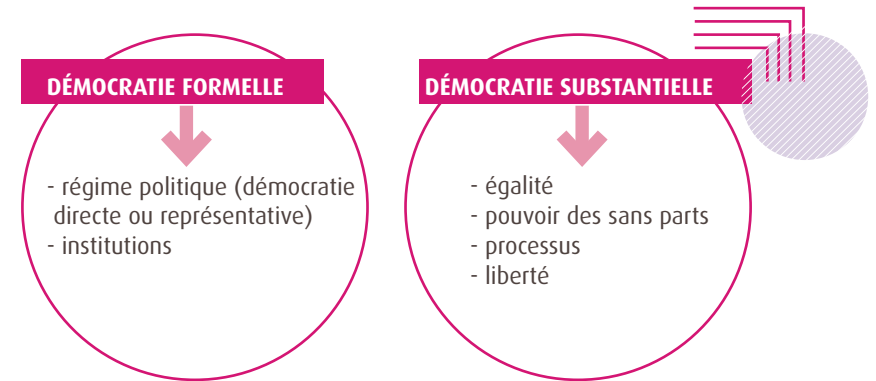 DÉMOCRATIE FORMELLE
- régime politique (démocratie
directe ou représentative)
- institutions
DÉMOCRATIE SUBSTANTIELLE
- égalité
- pouvoir des sans parts
- processus
- liberté